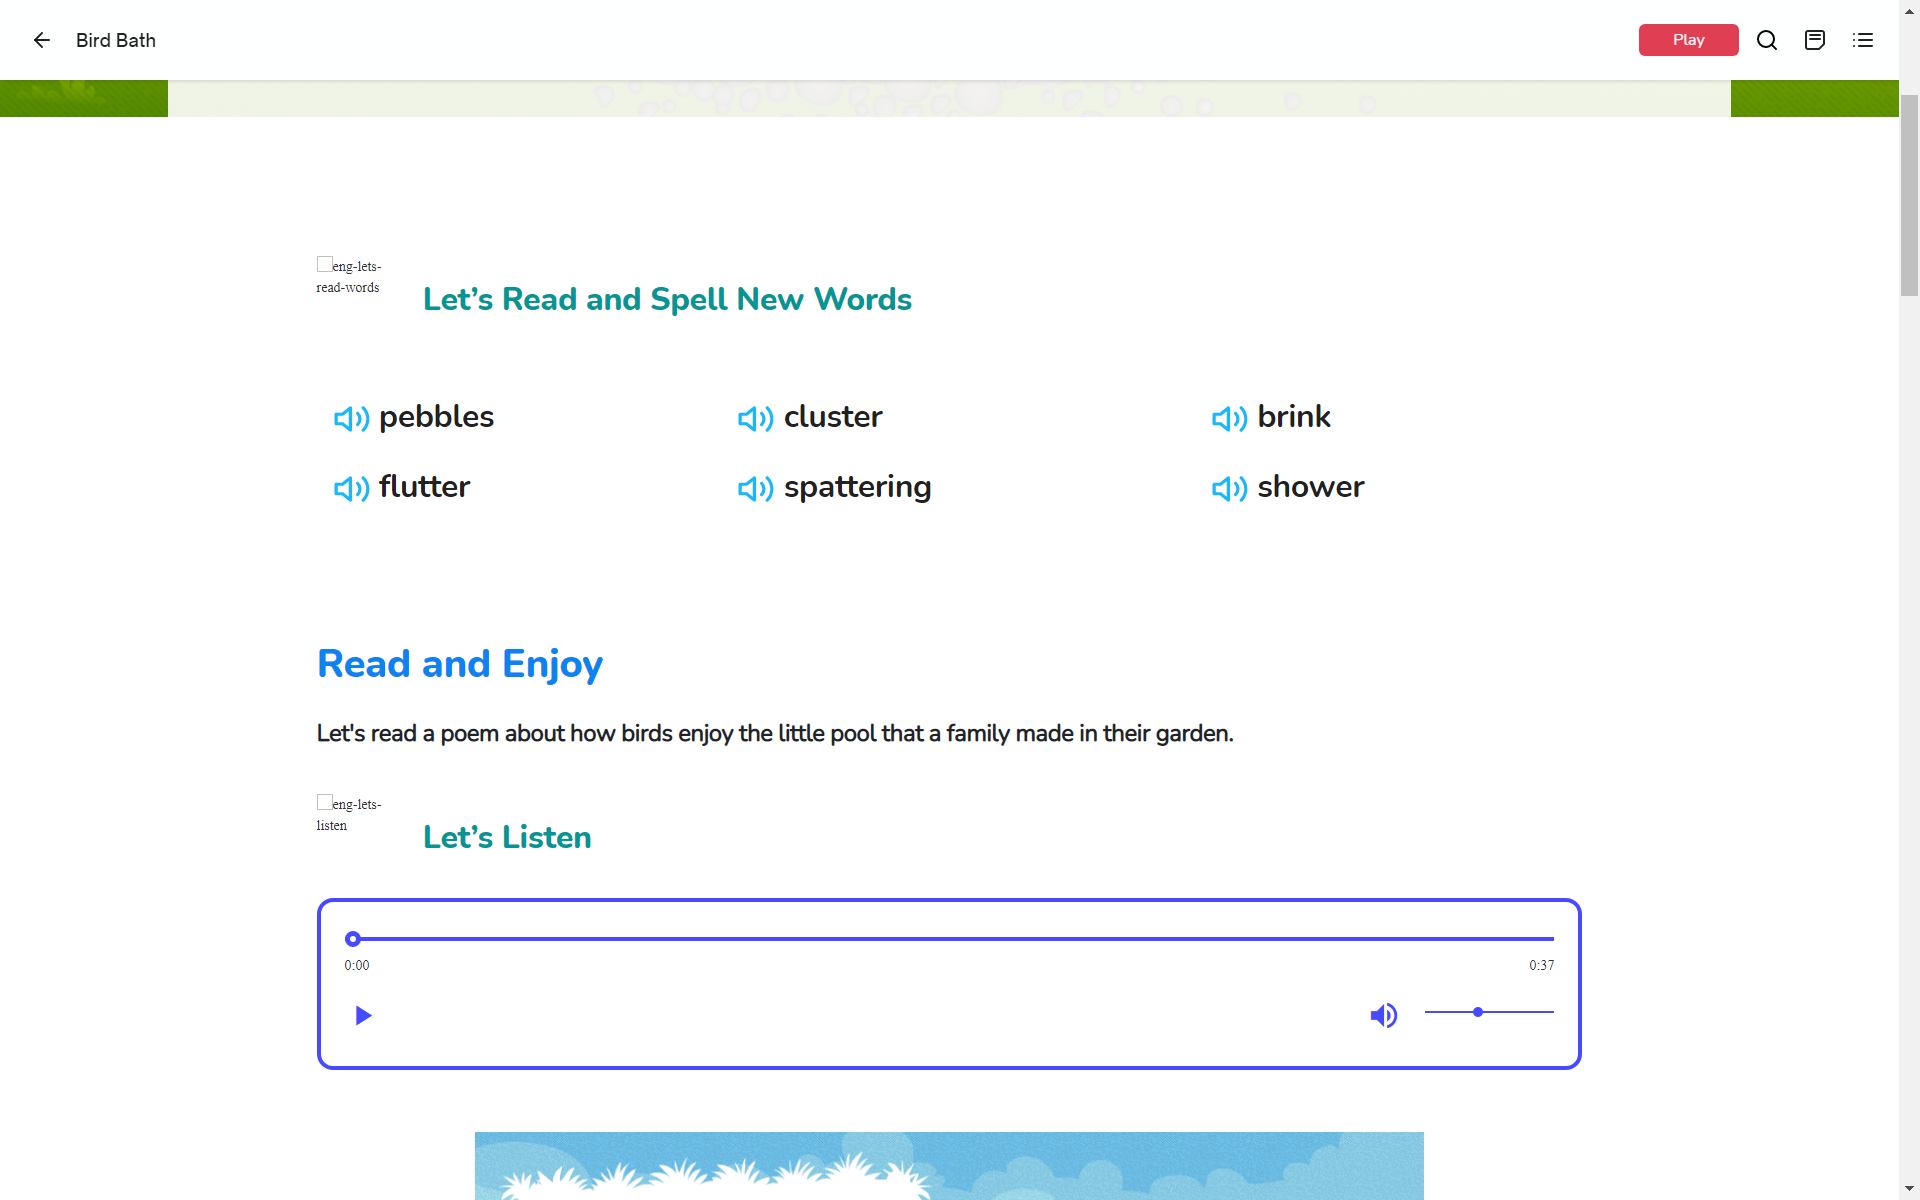 Bird Bath
Play
eng-lets-
read-words
Let’s Read and Spell New Words
pebbles
cluster
brink
flutter
spattering
shower
Read and Enjoy
Let's read a poem about how birds enjoy the little pool that a family made in their garden.
eng-lets-
listen
Let’s Listen
0:00
0:37